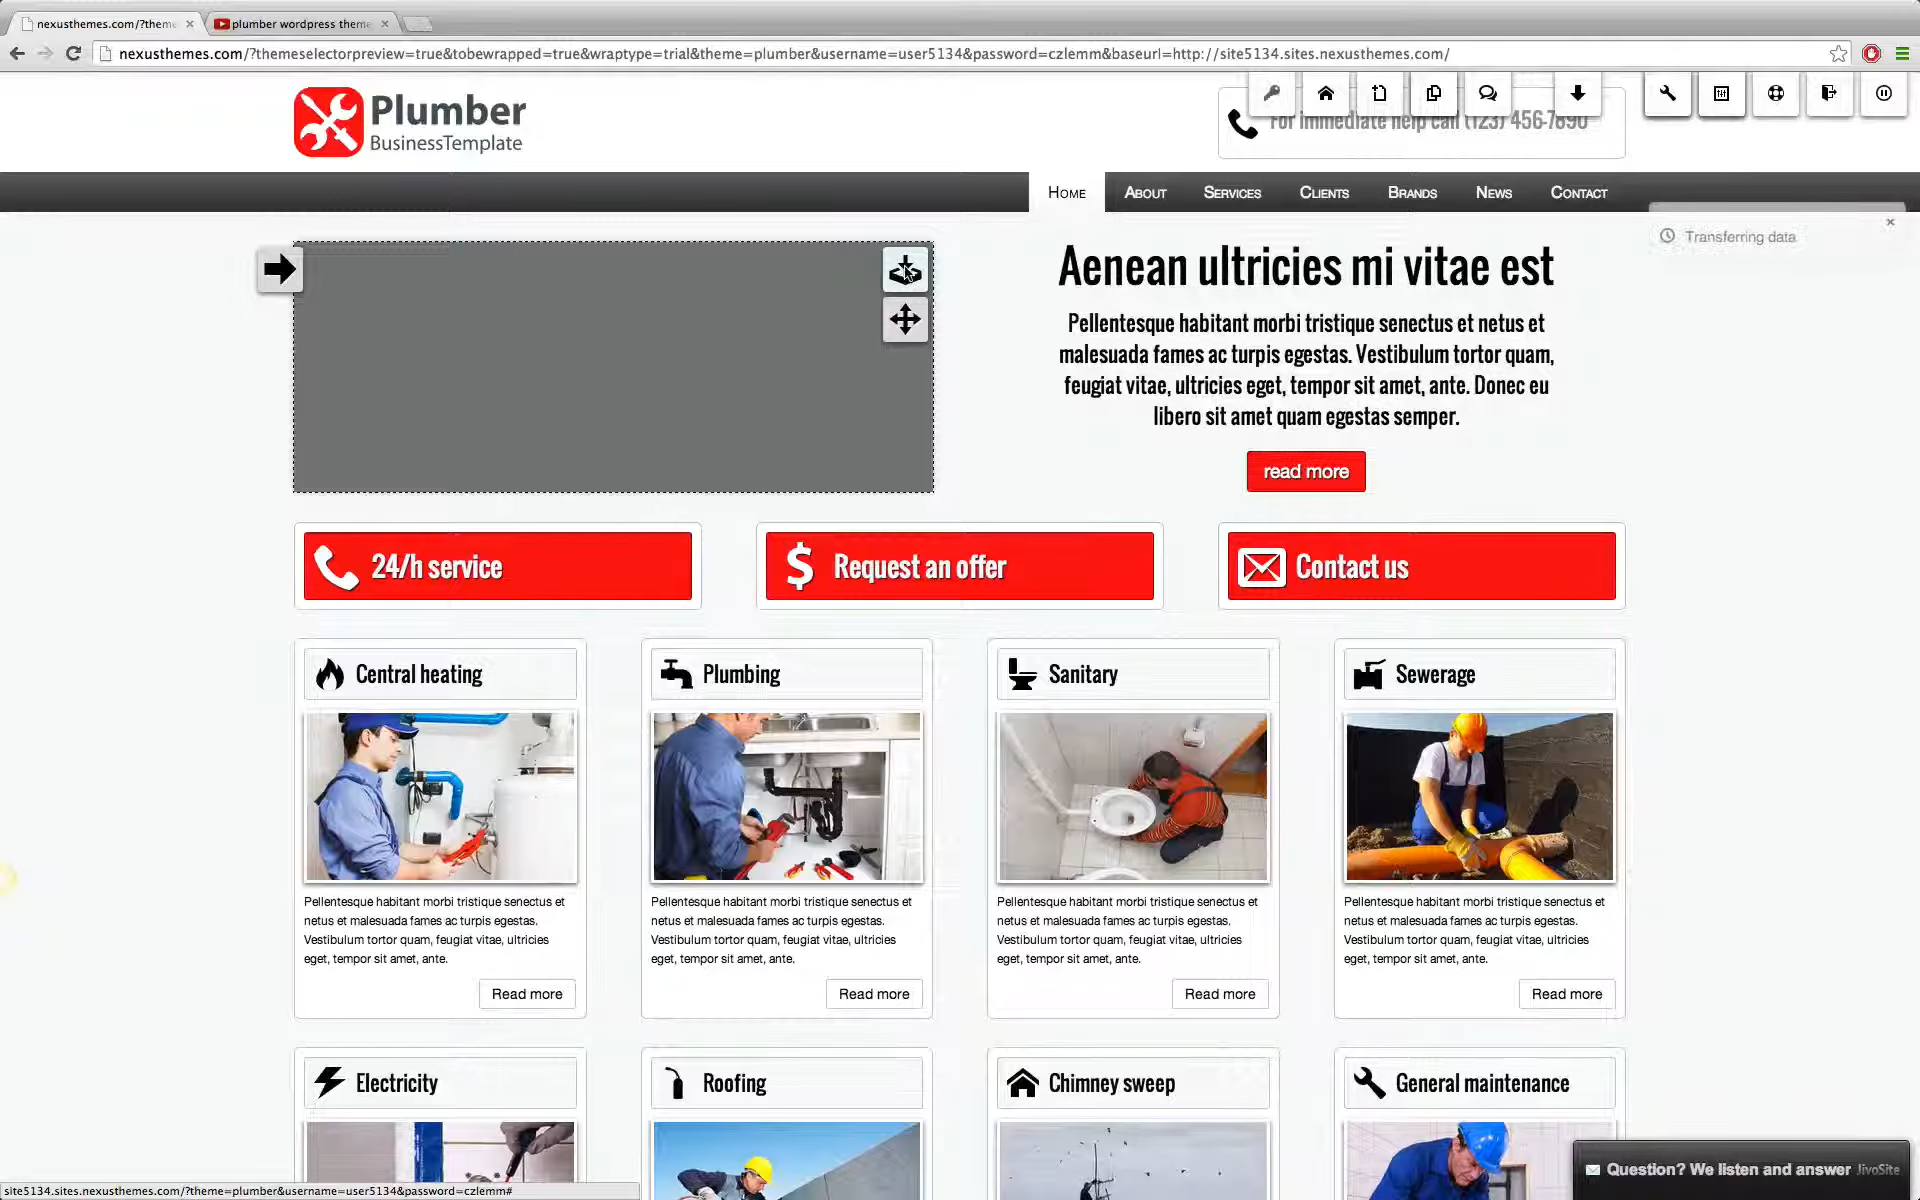 nexusthemes.com/?theme
plumber wordpress theme
nexusthemes.com/?themeselectorpreview=true&tobewrapped=true&wraptype=trial&theme=plumber&username=user5134&password=czlemm&baseurl=http://site5134.sites.nexusthemes.com/
Plumber
BusinessTemplate
For immediate help call (123) 456-7890
Home
About
Services
Clients
Brands
News
Contact
Transferring data
Aenean ultricies mi vitae est
Pellentesque habitant morbi tristique senectus et netus et
malesuada fames ac turpis egestas. Vestibulum tortor quam,
feugiat vitae, ultricies eget, tempor sit amet, ante. Donec eu
libero sit amet quam egestas semper.
read more
24/h service
Request an offer
Contact us
Central heating
Pellentesque habitant morbi tristique senectus et
netus et malesuada fames ac turpis egestas.
Vestibulum tortor quam, feugiat vitae, ultricies
eget, tempor sit amet, ante.
Read more
Plumbing
Pellentesque habitant morbi tristique senectus et
netus et malesuada fames ac turpis egestas.
Vestibulum tortor quam, feugiat vitae, ultricies
eget, tempor sit amet, ante.
Read more
Sanitary
Pellentesque habitant morbi tristique senectus et
netus et malesuada fames ac turpis egestas.
Vestibulum tortor quam, feugiat vitae, ultricies
eget, tempor sit amet, ante.
Read more
Sewerage
Pellentesque habitant morbi tristique senectus et
netus et malesuada fames ac turpis egestas.
Vestibulum tortor quam, feugiat vitae, ultricies
eget, tempor sit amet, ante.
Read more
Electricity
Roofing
Chimney sweep
General maintenance
Question? We listen and answer JivoSite
site5134.sites.nexusthemes.com/?theme=plumber&username=user5134&password=czlemm#